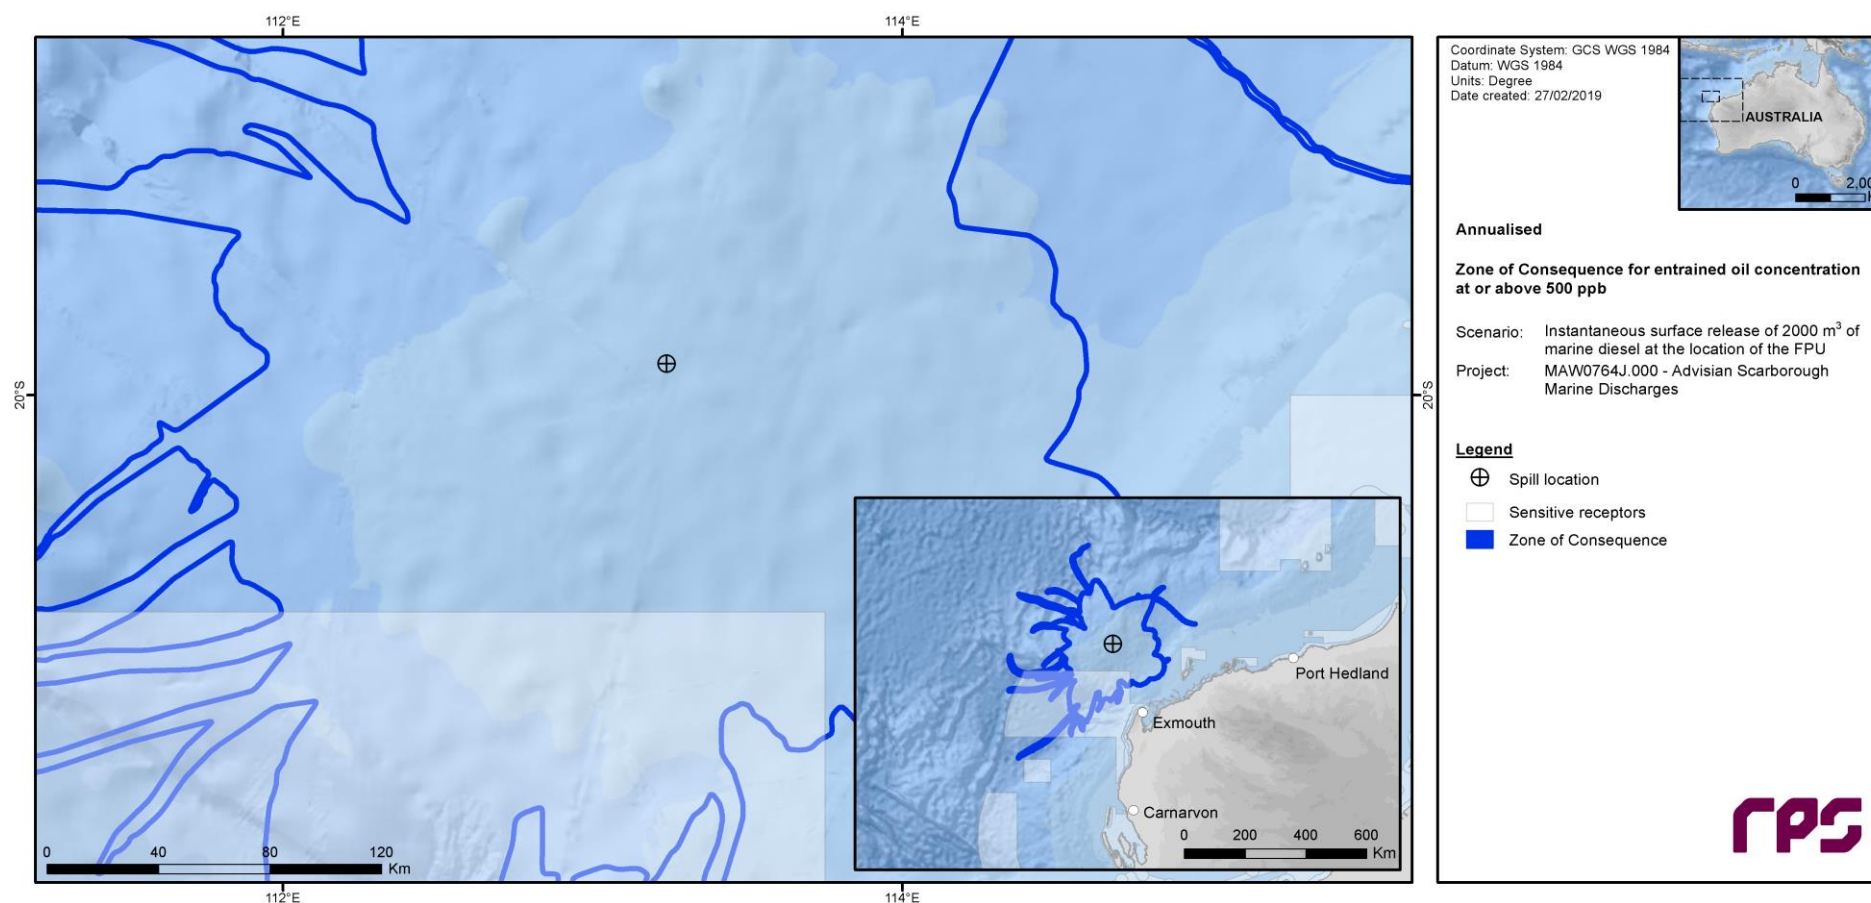 112°E
114°E
20°S
20°S
0 40 80 120
Km
112°E
114°E
Port Hedland
Exmouth
Carnarvon
0 200 400 600
Km
Coordinate System: GCS WGS 1984
Datum: WGS 1984
Units: Degree
Date created: 27/02/2019
AUSTRALIA
0 2,00
Annualised
Zone of Consequence for entrained oil concentration
at or above 500 ppb
Scenario: Instantaneous surface release of 2000 m³ of
marine diesel at the location of the FPU
Project: MAW0764J.000 - Advisian Scarborough
Marine Discharges
Legend
Spill location
Sensitive receptors
Zone of Consequence
rps